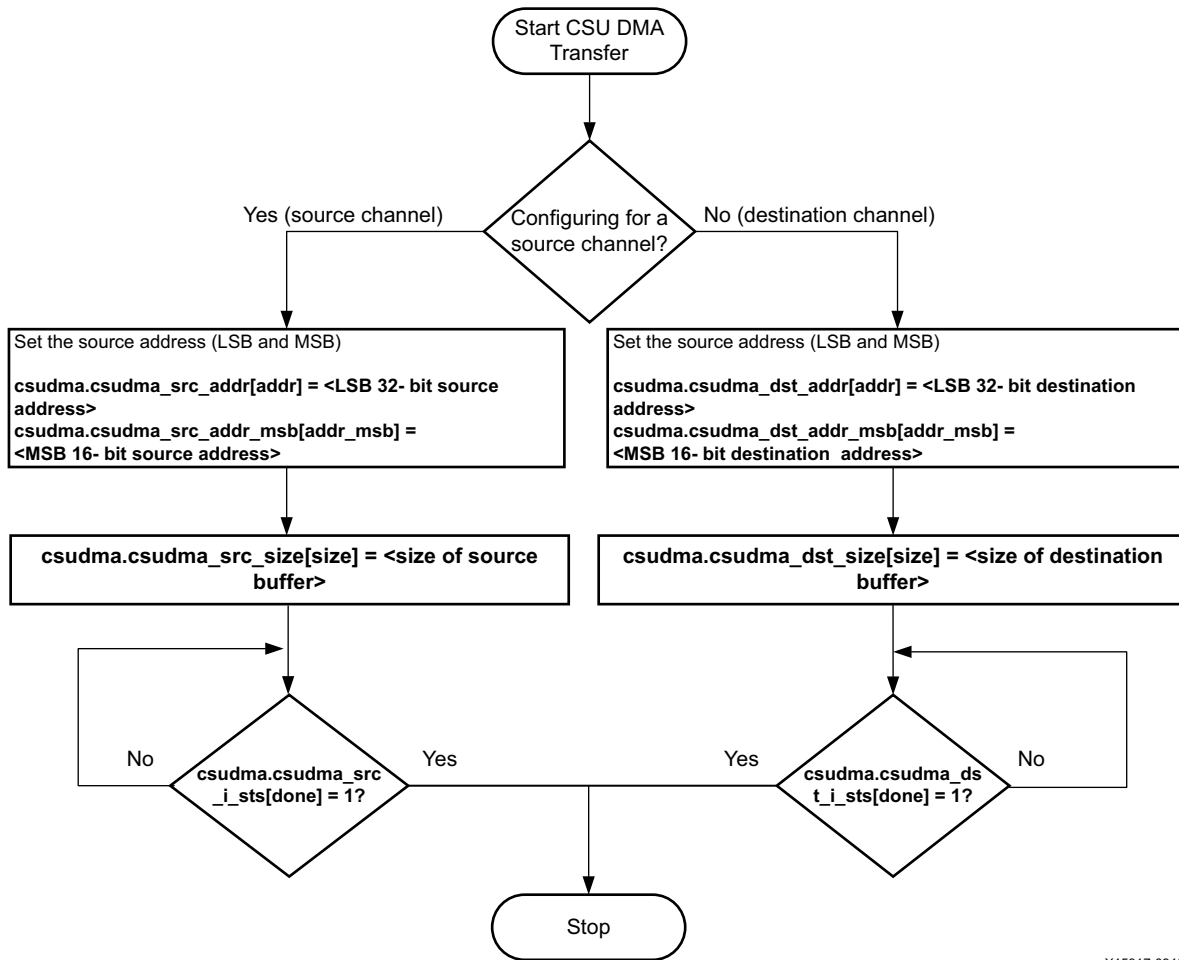 Start CSU DMA
Transfer
Yes (source channel)
Configuring for a
source channel?
No (destination channel)
Set the source address (LSB and MSB)
csudma.csudma_src_addr[addr] = <LSB 32- bit source
address>
csudma.csudma_src_addr_msb[addr_msb] =
<MSB 16- bit source address>
Set the source address (LSB and MSB)
csudma.csudma_dst_addr[addr] = <LSB 32- bit destination
address>
csudma.csudma_dst_addr_msb[addr_msb] =
<MSB 16- bit destination address>
csudma.csudma_src_size[size] = <size of source
buffer>
csudma.csudma_dst_size[size] = <size of destination
buffer>
No
csudma.csudma_src
_i_sts[done] = 1?
Yes
Yes
csudma.csudma_ds
t_i_sts[done] = 1?
No
Stop